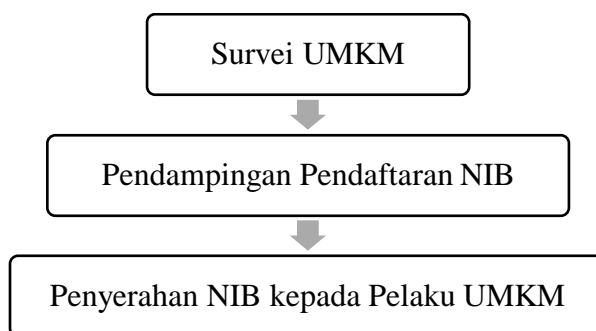 Survei UMKM
Pendampingan Pendaftaran NIB
Penyerahan NIB kepada Pelaku UMKM